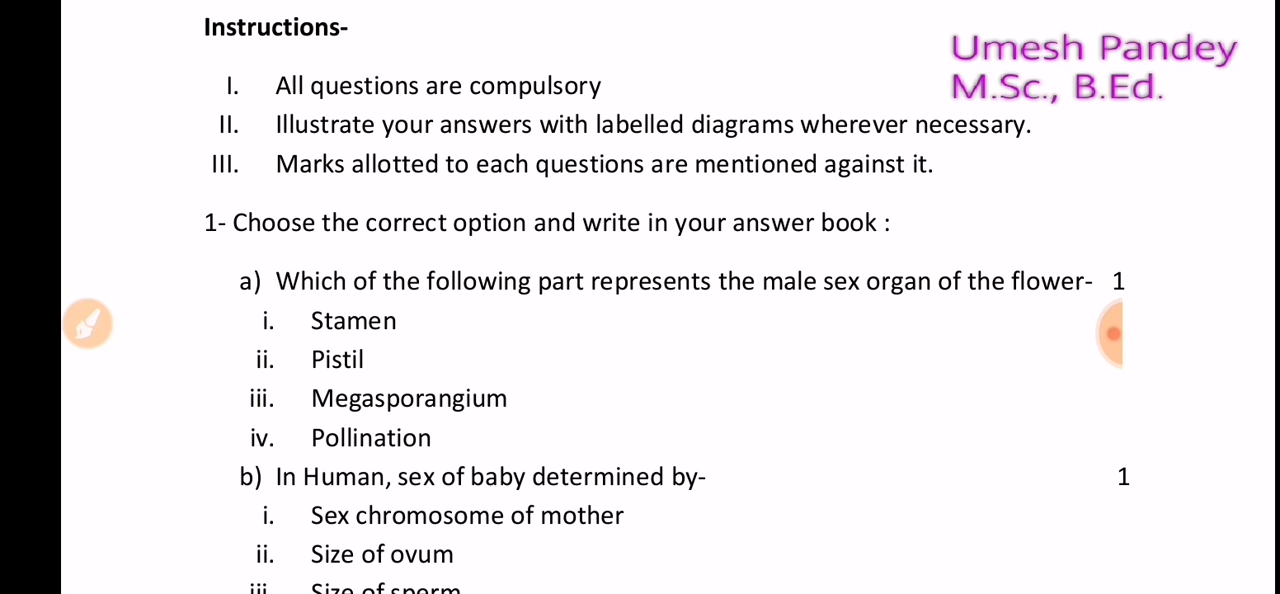 Instructions-
Umesh Pandey
M.Sc., B.Ed.
I. All questions are compulsory
II. Illustrate your answers with labelled diagrams wherever necessary.
III. Marks allotted to each questions are mentioned against it.
1- Choose the correct option and write in your answer book :
a) Which of the following part represents the male sex organ of the flower- 1
i. Stamen
ii. Pistil
iii. Megasporangium
iv. Pollination
b) In Human, sex of baby determined by- 1
i. Sex chromosome of mother
ii. Size of ovum
iii. Size of sperm